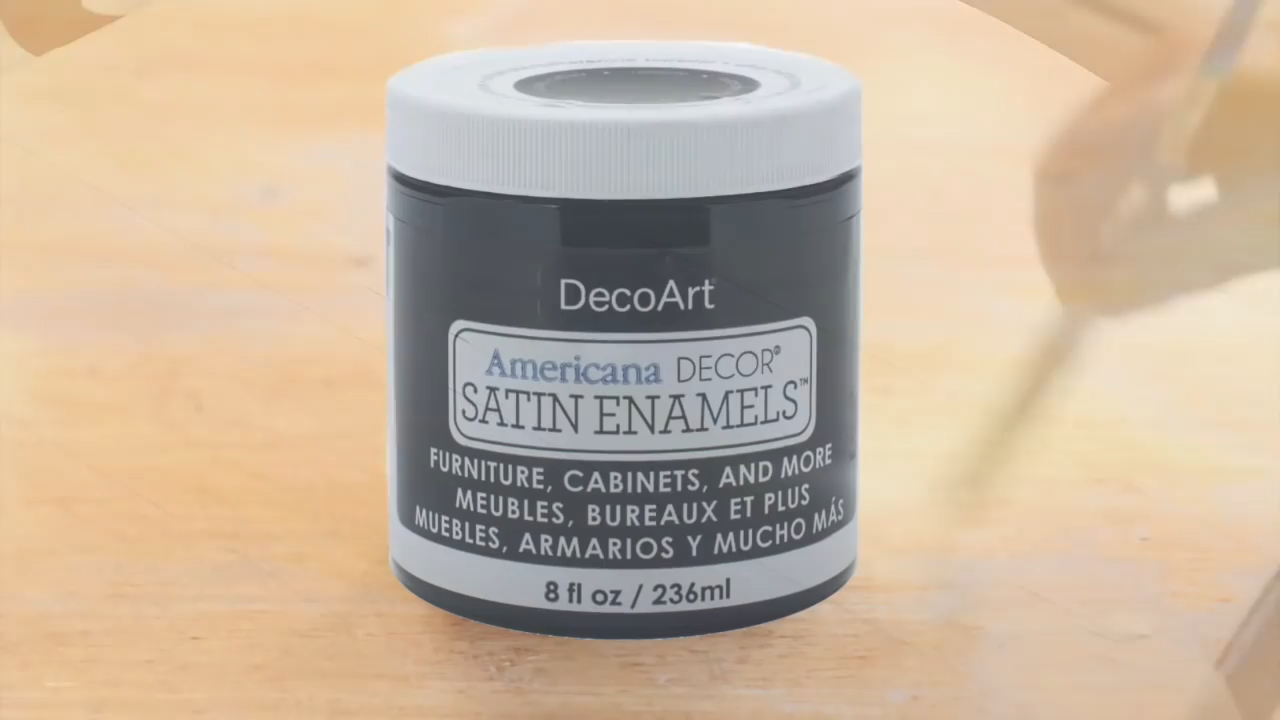 DecoArt
Americana DECOR®
SATIN ENAMELS™
FURNITURE, CABINETS, AND MORE
MEUBLES, BUREAUX ET PLUS
MUEBLES, ARMARIOS Y MUCHO MÁS
8 fl oz / 236ml